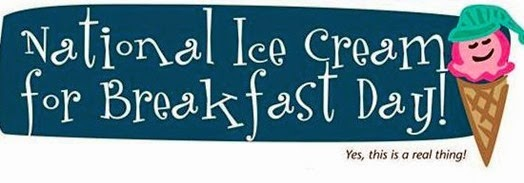 National Ice Cream
for Breakfast Day!
Yes, this is a real thing!